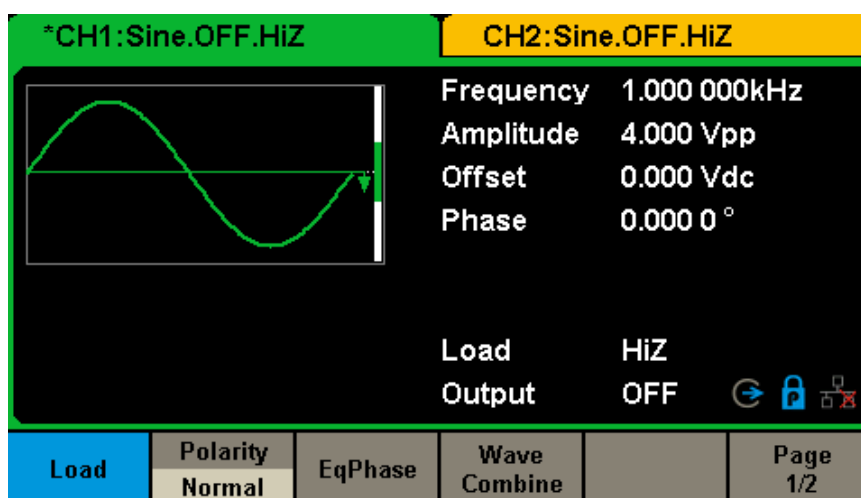 *CH1:Sine.OFF.HiZ
CH2:Sine.OFF.HiZ
Frequency 1.000 000kHz
Amplitude 4.000 Vpp
Offset 0.000 Vdc
Phase 0.000 0 °
Load HiZ
Output OFF
P
Load
Polarity
Normal
EqPhase
Wave
Combine
Page
1/2